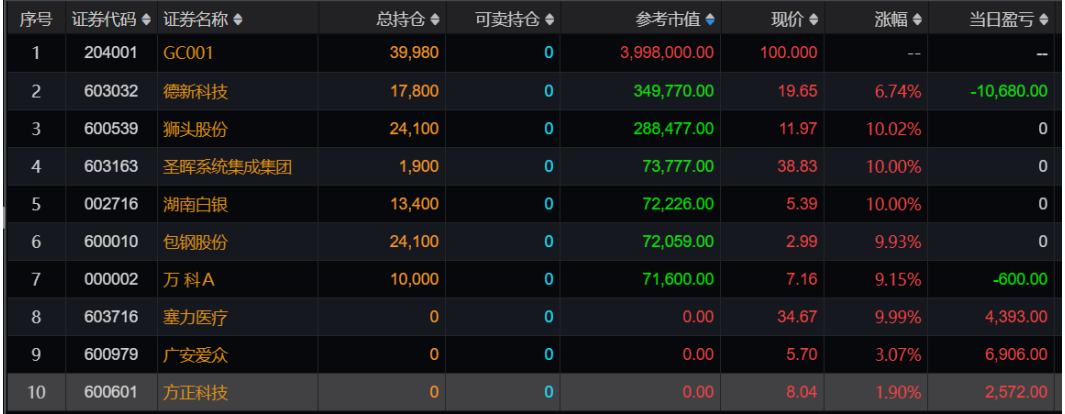 序号 证券代码 证券名称 总持仓 可卖持仓 参考市值 现价 涨幅 当日盈亏
1 204001 GC001 39,980 0 3,998,000.00 100.000 -- --
2 603032 德新科技 17,800 0 349,770.00 19.65 6.74% -10,680.00
3 600539 狮头股份 24,100 0 288,477.00 11.97 10.02% 0
4 603163 圣晖系统集成集团 1,900 0 73,777.00 38.83 10.00% 0
5 002716 湖南白银 13,400 0 72,226.00 5.39 10.00% 0
6 600010 包钢股份 24,100 0 72,059.00 2.99 9.93% 0
7 000002 万 科A 10,000 0 71,600.00 7.16 9.15% -600.00
8 603716 塞力医疗 0 0 0.00 34.67 9.99% 4,393.00
9 600979 广安爱众 0 0 0.00 5.70 3.07% 6,906.00
10 600601 方正科技 0 0 0.00 8.04 1.90% 2,572.00